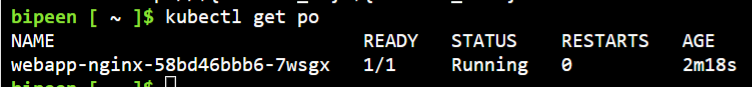 bipeen [ ~ ]$ kubectl get po
NAME READY STATUS RESTARTS AGE
webapp-nginx-58bd46bbb6-7wsgx 1/1 Running 0 2m18s
bipeen [ ~ ]$